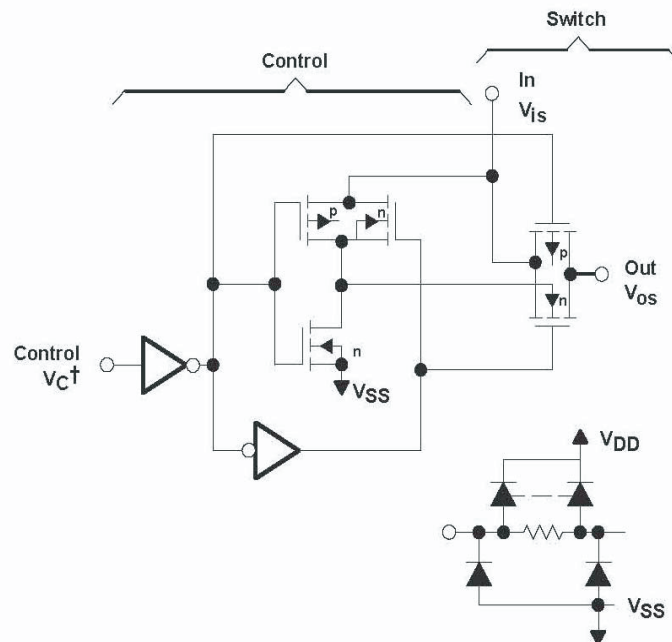 Switch
Control
In
Vis
p
n
p
n
Out
Vos
n
Control
VC†
VSS
VDD
VSS